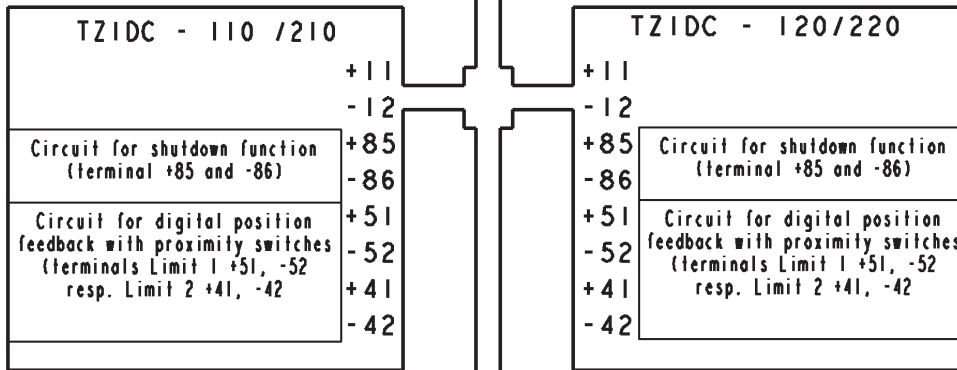 TZIDC - 110 /210
+11
-12
Circuit for shutdown function
(terminal +85 and -86)
+85
-86
Circuit for digital position
feedback with proximity switches
(terminals Limit 1 +51, -52
resp. Limit 2 +41, -42
+51
-52
+41
-42
TZIDC - 120/220
+11
-12
+85
-86
Circuit for shutdown function
(terminal +85 and -86)
+51
-52
+41
-42
Circuit for digital position
feedback with proximity switches
(terminals Limit 1 +51, -52
resp. Limit 2 +41, -42